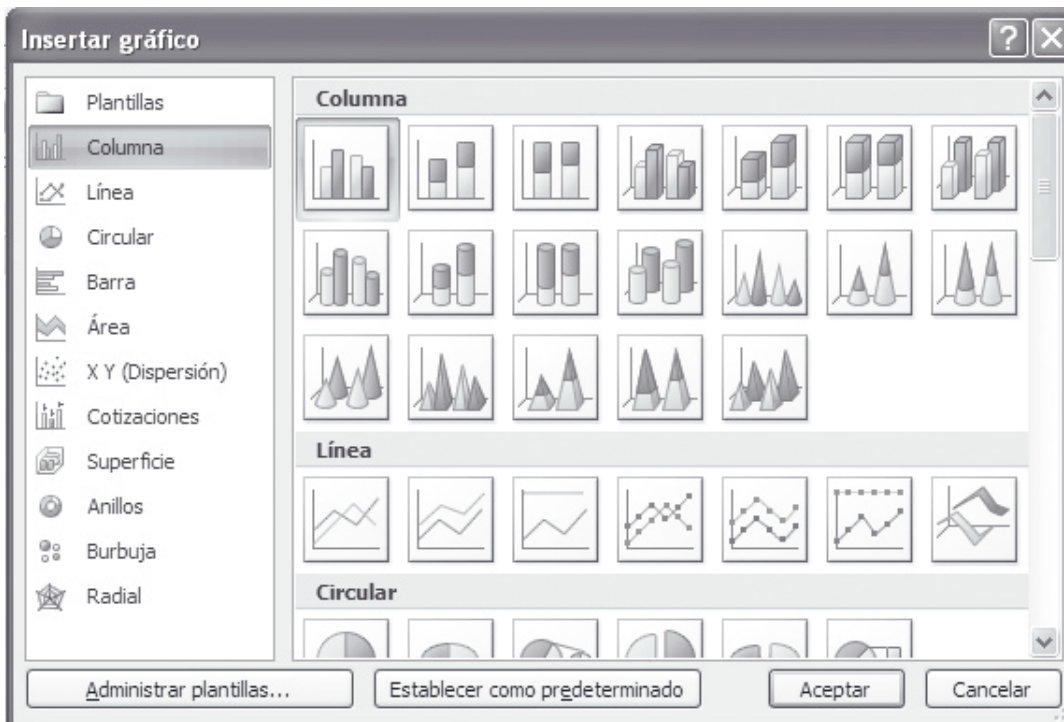 Insertar gráfico
Plantillas
Columna
Línea
Circular
Barra
Área
X Y (Dispersión)
Cotizaciones
Superficie
Anillos
Burbuja
Radial
Columna
Línea
Circular
Administrar plantillas...
Establecer como predeterminado
Aceptar
Cancelar